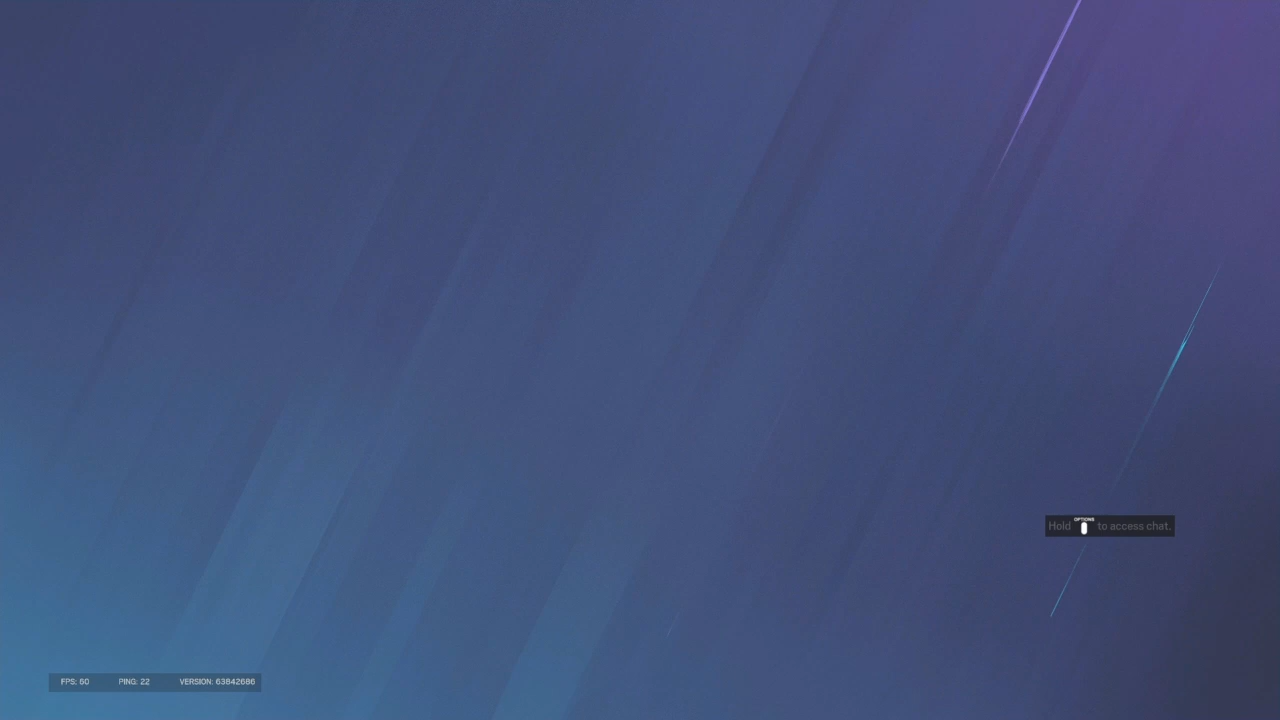 Hold OPTIONS to access chat.
FPS: 60 PING: 22 VERSION: 63842686